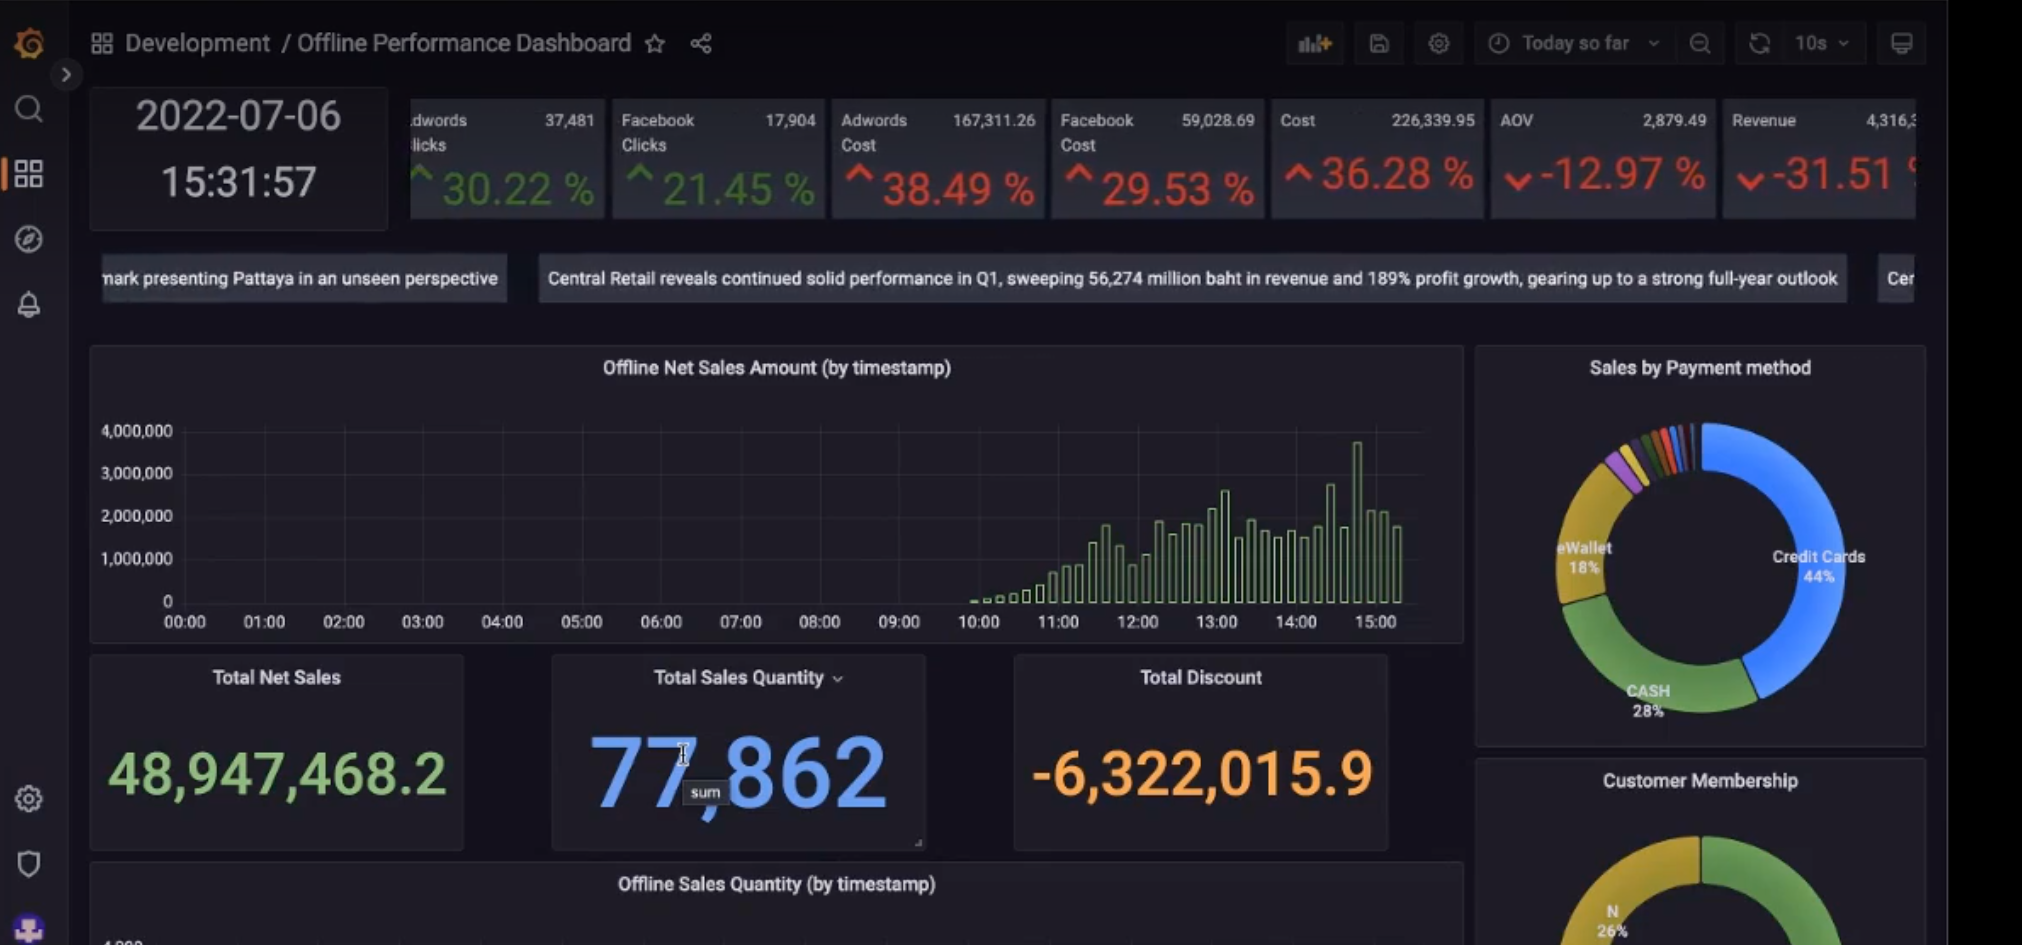 Development / Offline Performance Dashboard
Today so far
10s
2022-07-06
15:31:57
dwords 37,481
licks
30.22 %
Facebook 17,904
Clicks
21.45 %
Adwords 167,311.26
Cost
38.49 %
Facebook 59,028.69
Cost
29.53 %
Cost 226,339.95
36.28 %
AOV 2,879.49
-12.97 %
Revenue 4,316,
-31.51
mark presenting Pattaya in an unseen perspective
Central Retail reveals continued solid performance in Q1, sweeping 56,274 million baht in revenue and 189% profit growth, gearing up to a strong full-year outlook
Cer
Offline Net Sales Amount (by timestamp)
4,000,000
3,000,000
2,000,000
1,000,000
0
00:00 01:00 02:00 03:00 04:00 05:00 06:00 07:00 08:00 09:00 10:00 11:00 12:00 13:00 14:00 15:00
Sales by Payment method
eWallet
18%
Credit Cards
44%
CASH
28%
Total Net Sales
48,947,468.2
Total Sales Quantity
77,862
sum
Total Discount
-6,322,015.9
Customer Membership
N
26%
Offline Sales Quantity (by timestamp)